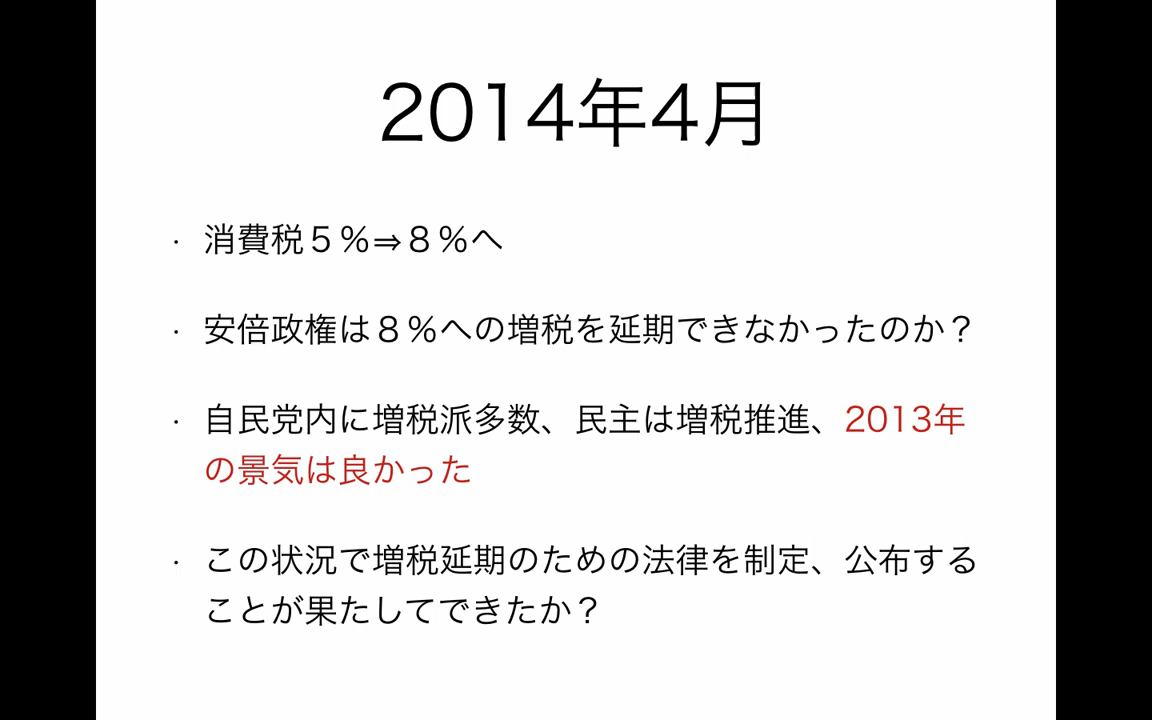 2014年4月
・ 消費税５％⇒８％へ
・ 安倍政権は８％への増税を延期できなかったのか？
・ 自民党内に増税派多数、民主は増税推進、2013年
の景気は良かった
・ この状況で増税延期のための法律を制定、公布する
ことが果たしてできたか？